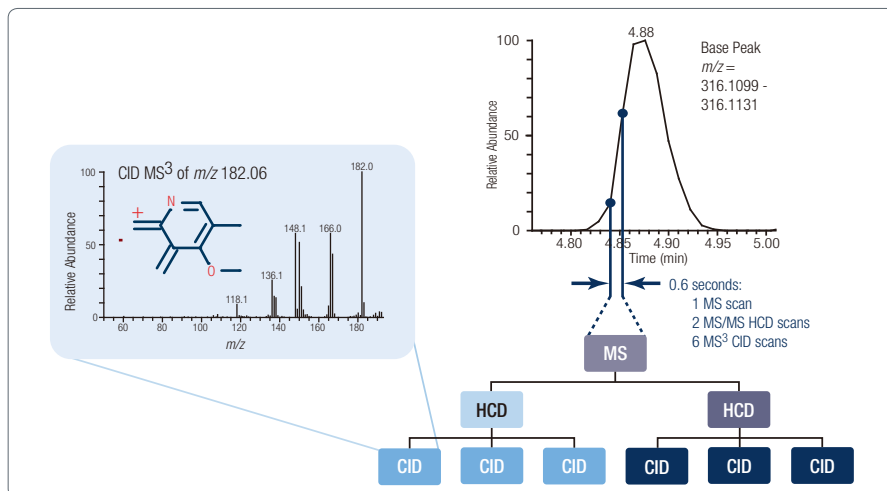 CID MS3 of m/z 182.06
Relative Abundance
100
50
0
60
80
100
120
140
160
180
m/z
118.1
136.1
148.1
166.0
182.0
+
N
O
4.88
Base Peak
m/z =
316.1099 -
316.1131
Relative Abundance
100
50
0
4.80
4.85
4.90
4.95
5.00
Time (min)
0.6 seconds:
1 MS scan
2 MS/MS HCD scans
6 MS3 CID scans
MS
HCD
HCD
CID
CID
CID
CID
CID
CID